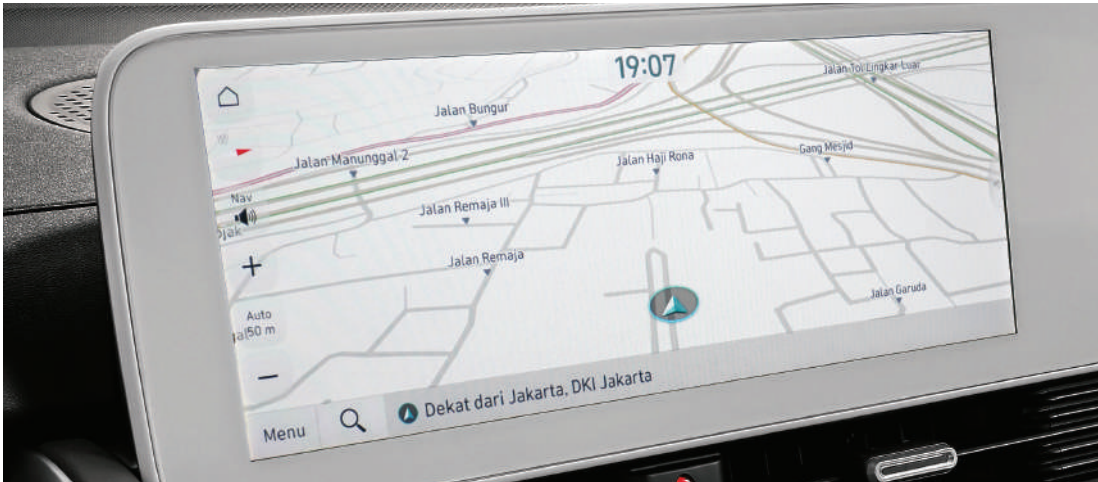 19:07
Jalan Tol Lingkar Luar
Jalan Bungur
Jalan Manunggal 2
Jalan Haji Rona
Gang Mesjid
Nav
Jalan Remaja III
Jalan Remaja
Jalan Garuda
Auto
50 m
Dekat dari Jakarta, DKI Jakarta
Menu